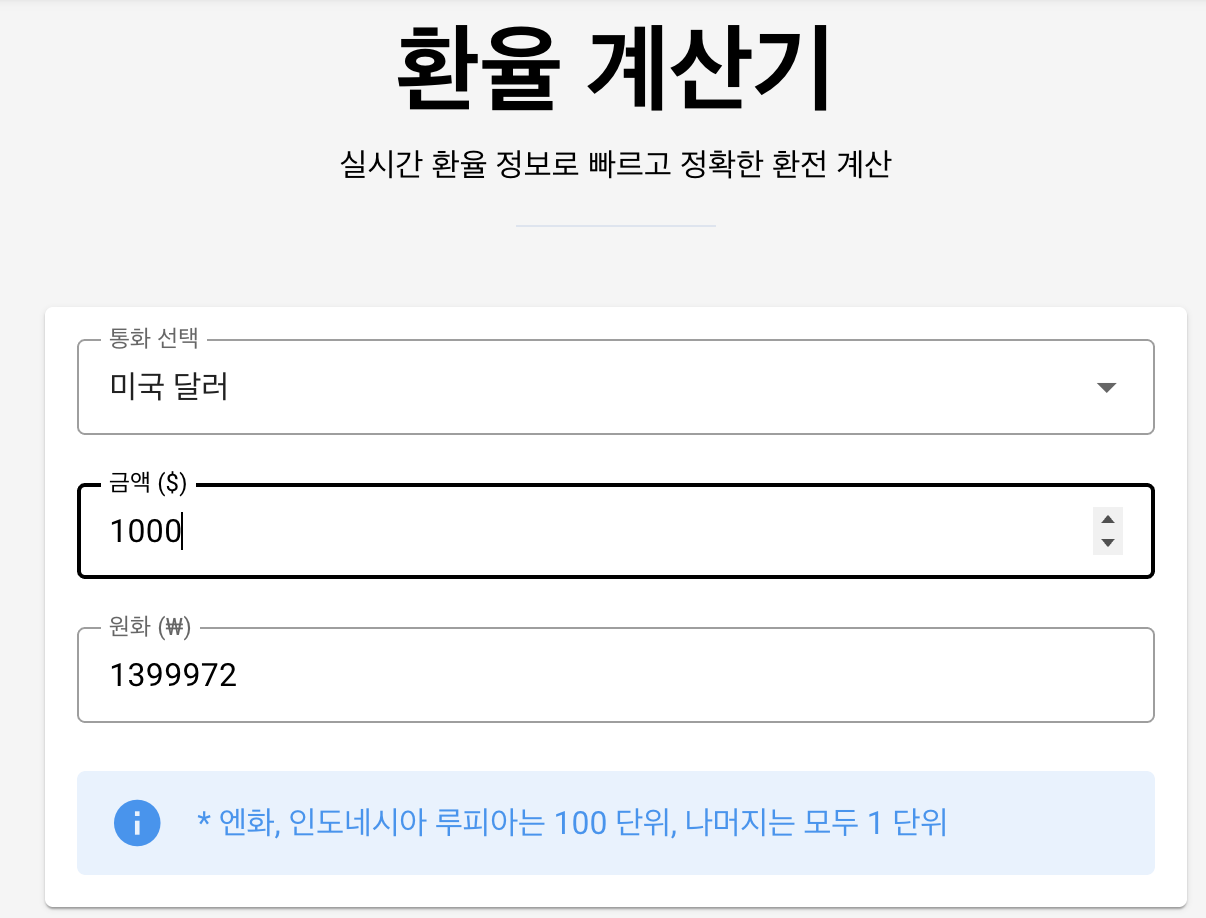 환율 계산기
실시간 환율 정보로 빠르고 정확한 환전 계산
통화 선택
미국 달러
금액 ($)
1000
원화 (₩)
1399972
* 엔화, 인도네시아 루피아는 100 단위, 나머지는 모두 1 단위